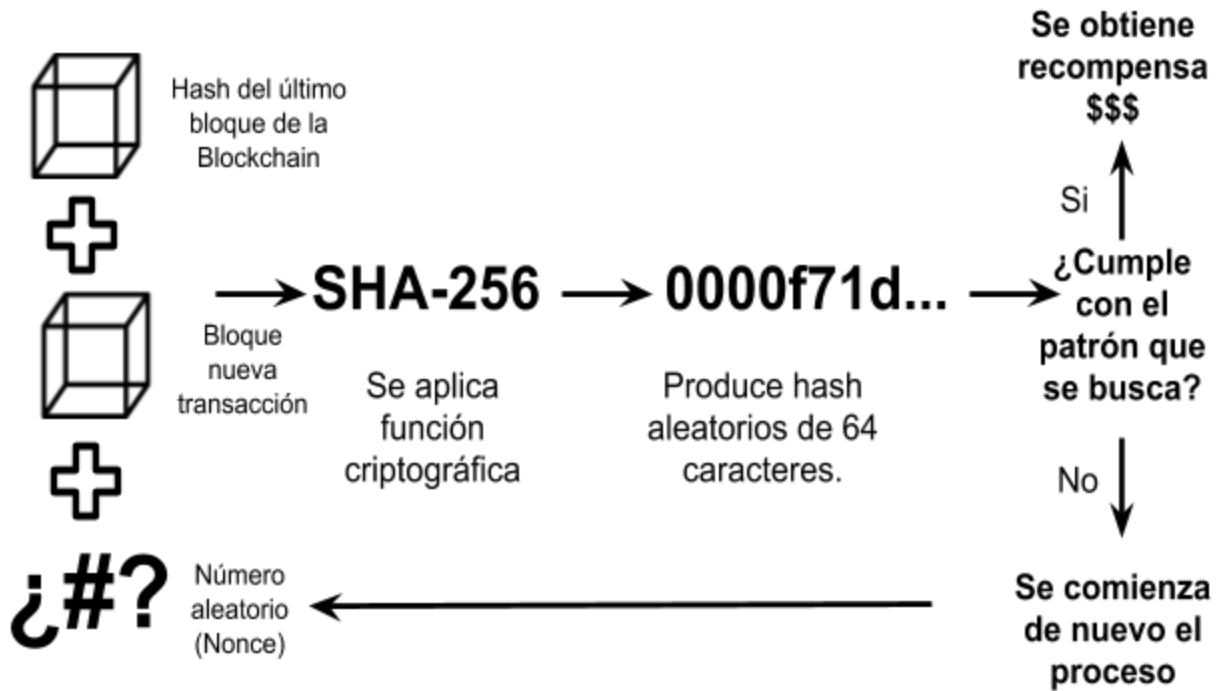 Hash del último
bloque de la
Blockchain
Bloque
nueva
transacción
¿#?
Número
aleatorio
(Nonce)
SHA-256
Se aplica
función
criptográfica
0000f71d...
Produce hash
aleatorios de 64
caracteres.
¿Cumple
con el
patrón que
se busca?
Si
Se obtiene
recompensa
$$$
No
Se comienza
de nuevo el
proceso